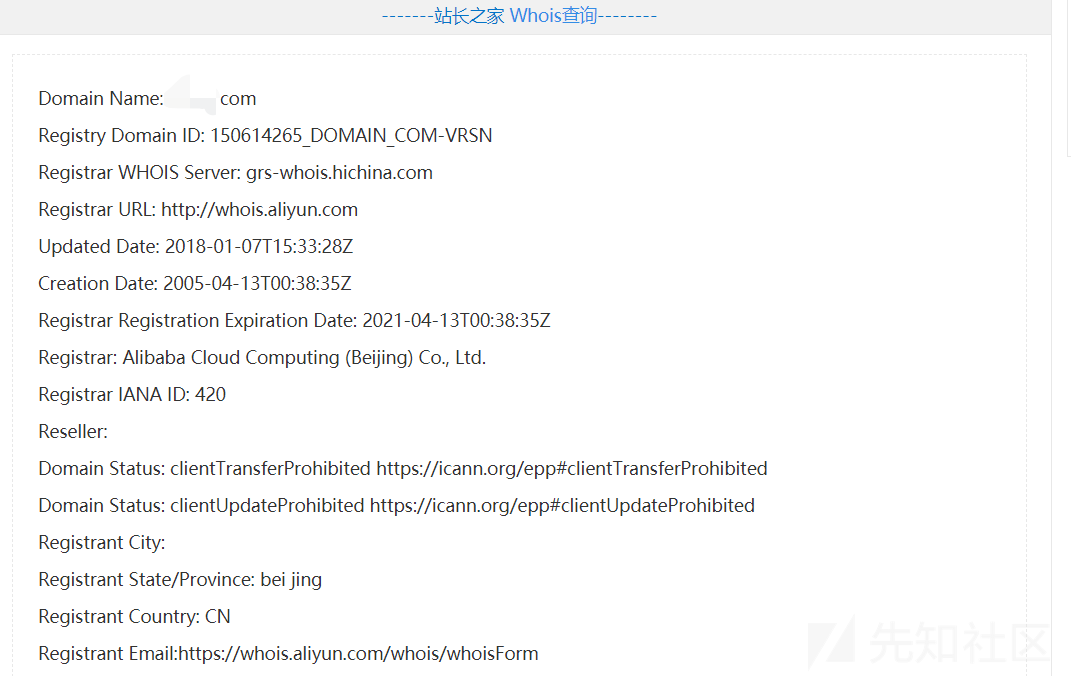 -------站长之家 Whois查询--------
Domain Name: com
Registry Domain ID: 150614265_DOMAIN_COM-VRSN
Registrar WHOIS Server: grs-whois.hichina.com
Registrar URL: http://whois.aliyun.com
Updated Date: 2018-01-07T15:33:28Z
Creation Date: 2005-04-13T00:38:35Z
Registrar Registration Expiration Date: 2021-04-13T00:38:35Z
Registrar: Alibaba Cloud Computing (Beijing) Co., Ltd.
Registrar IANA ID: 420
Reseller:
Domain Status: clientTransferProhibited https://icann.org/epp#clientTransferProhibited
Domain Status: clientUpdateProhibited https://icann.org/epp#clientUpdateProhibited
Registrant City:
Registrant State/Province: bei jing
Registrant Country: CN
Registrant Email:https://whois.aliyun.com/whois/whoisForm
先知社区